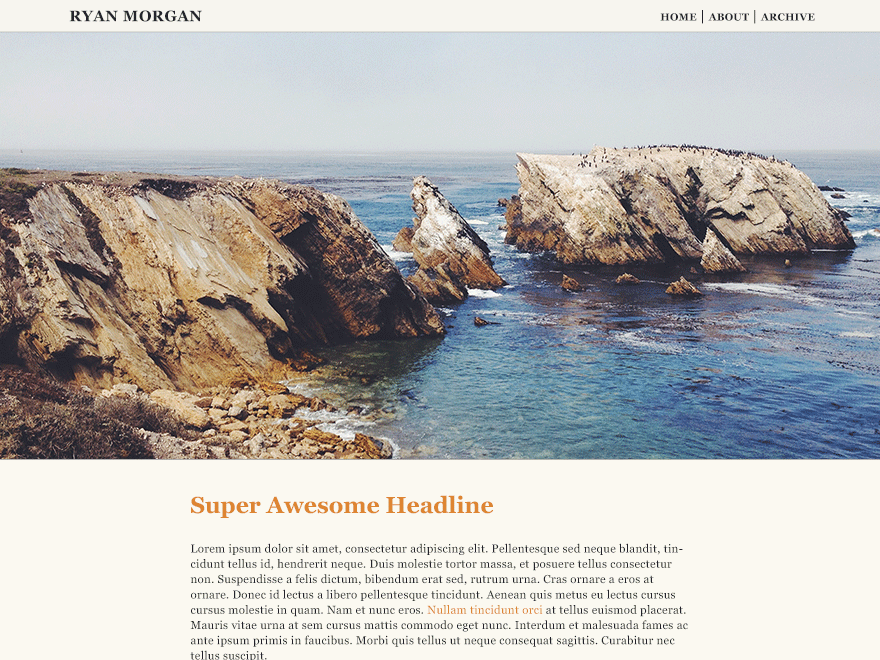 RYAN MORGAN
HOME | ABOUT | ARCHIVE
Super Awesome Headline
Lorem ipsum dolor sit amet, consectetur adipiscing elit. Pellentesque sed neque blandit, tin-
cidunt tellus id, hendrerit neque. Duis molestie tortor massa, et posuere tellus consectetur
non. Suspendisse a felis dictum, bibendum erat sed, rutrum urna. Cras ornare a eros at
ornare. Donec id lectus a libero pellentesque tincidunt. Aenean quis metus eu lectus cursus
cursus molestie in quam. Nam et nunc eros. Nullam tincidunt orci at tellus euismod placerat.
Mauris vitae urna at sem cursus mattis commodo eget nunc. Interdum et malesuada fames ac
ante ipsum primis in faucibus. Morbi quis tellus ut neque consequat sagittis. Curabitur nec
tellus suscipit.